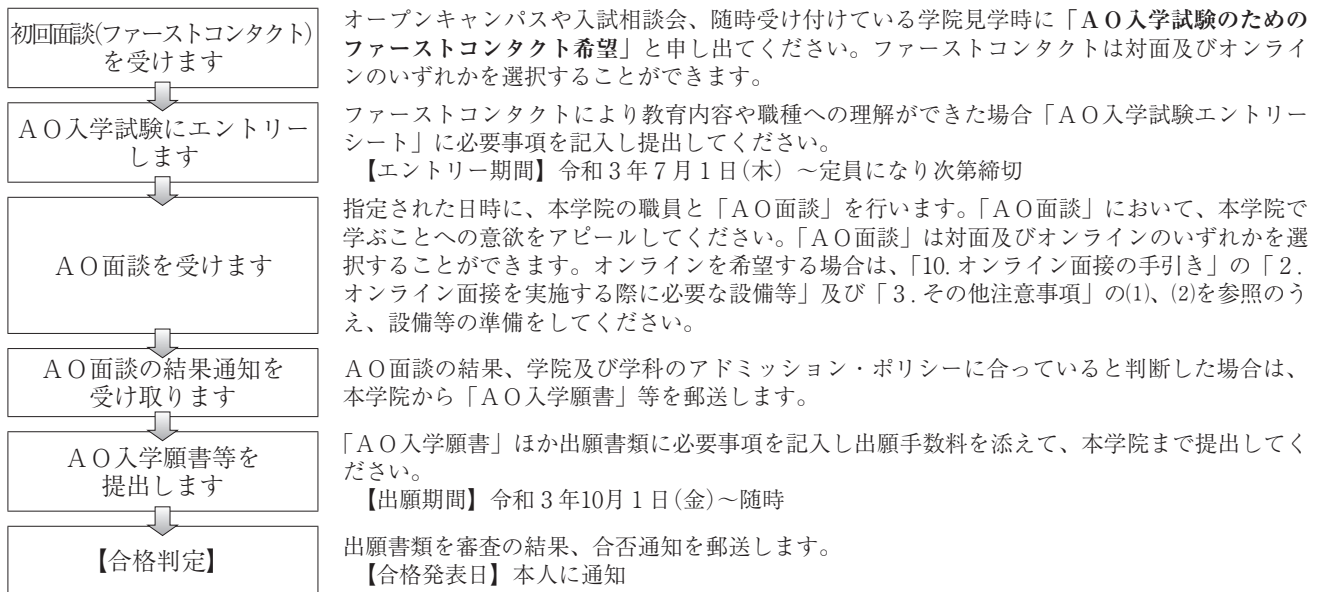 初回面談(ファーストコンタクト)
を受けます
オープンキャンパスや入試相談会、随時受け付けている学院見学時に「ＡＯ入学試験のための
ファーストコンタクト希望」と申し出てください。ファーストコンタクトは対面及びオンライ
ンのいずれかを選択することができます。
ＡＯ入学試験にエントリー
します
ファーストコンタクトにより教育内容や職種への理解ができた場合「ＡＯ入学試験エントリー
シート」に必要事項を記入し提出してください。
【エントリー期間】令和３年７月１日(木) ～定員になり次第締切
ＡＯ面談を受けます
指定された日時に、本学院の職員と「ＡＯ面談」を行います。「ＡＯ面談」において、本学院で
学ぶことへの意欲をアピールしてください。「ＡＯ面談」は対面及びオンラインのいずれかを選
択することができます。オンラインを希望する場合は、「10. オンライン面接の手引き」の「２.
オンライン面接を実施する際に必要な設備等」及び「３. その他注意事項」の⑴、⑵を参照のう
え、設備等の準備をしてください。
ＡＯ面談の結果通知を
受け取ります
ＡＯ面談の結果、学院及び学科のアドミッション・ポリシーに合っていると判断した場合は、
本学院から「ＡＯ入学願書」等を郵送します。
ＡＯ入学願書等を
提出します
「ＡＯ入学願書」ほか出願書類に必要事項を記入し出願手数料を添えて、本学院まで提出してく
ださい。
【出願期間】令和３年10月１日(金)～随時
【合格判定】
出願書類を審査の結果、合否通知を郵送します。
【合格発表日】本人に通知